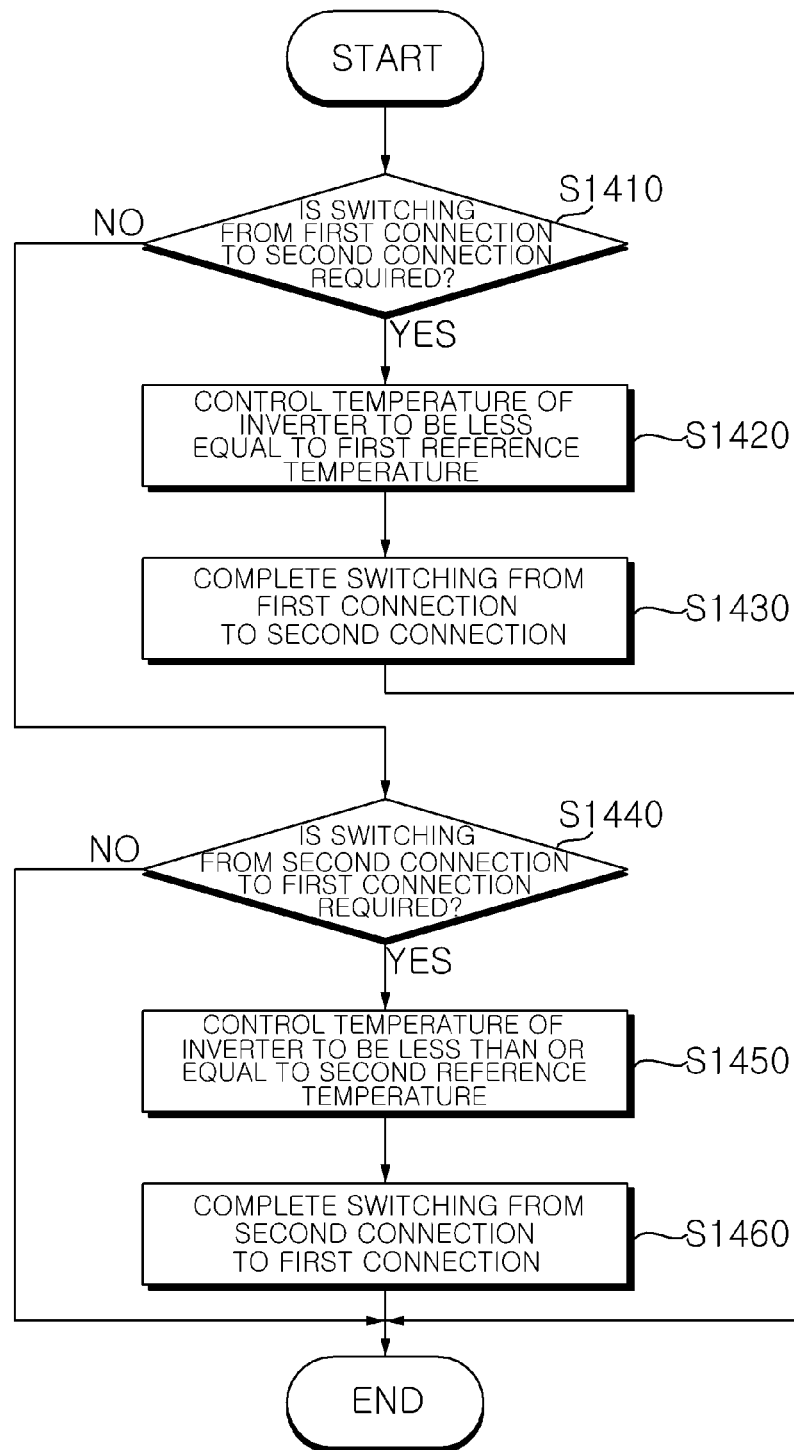 START
S1410
IS SWITCHING
FROM FIRST CONNECTION
TO SECOND CONNECTION
REQUIRED?
NO
YES
CONTROL TEMPERATURE OF
INVERTER TO BE LESS
EQUAL TO FIRST REFERENCE
TEMPERATURE
S1420
COMPLETE SWITCHING FROM
FIRST CONNECTION
TO SECOND CONNECTION
S1430
S1440
IS SWITCHING
FROM SECOND CONNECTION
TO FIRST CONNECTION
REQUIRED?
NO
YES
CONTROL TEMPERATURE OF
INVERTER TO BE LESS THAN OR
EQUAL TO SECOND REFERENCE
TEMPERATURE
S1450
COMPLETE SWITCHING FROM
SECOND CONNECTION
TO FIRST CONNECTION
S1460
END